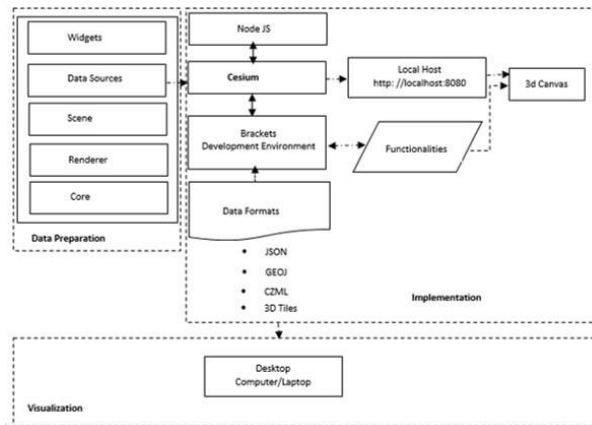 Widgets
Data Sources
Scene
Renderer
Core
Data Preparation
Node JS
Cesium
Local Host
http: //localhost:8080
3d Canvas
Brackets
Development Environment
Functionalities
Data Formats
• JSON
• GEOJ
• CZML
• 3D Tiles
Implementation
Desktop
Computer/Laptop
Visualization